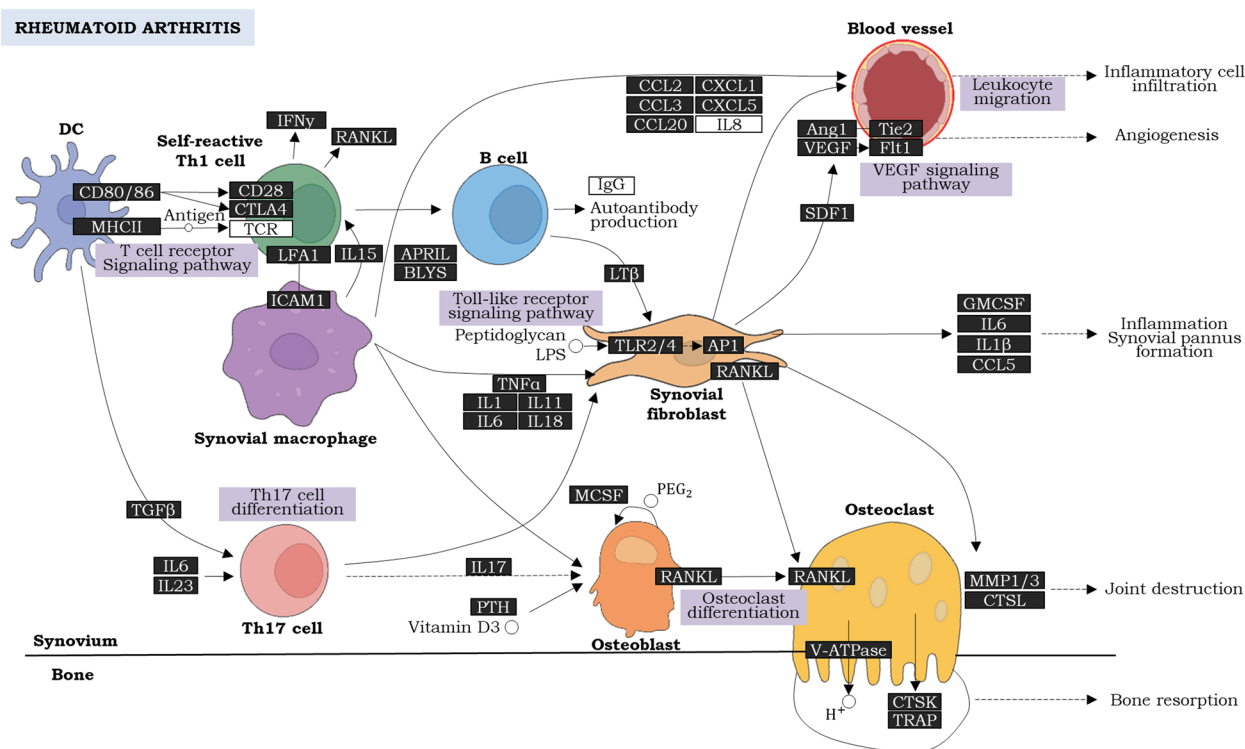 RHEUMATOID ARTHRITIS
Blood vessel
Inflammatory cell
infiltration
Leukocyte
migration
CCL2 CXCL1
CCL3 CXCL5
CCL20 IL8
Ang1 Tie2
VEGF Flt1
Angiogenesis
VEGF signaling
pathway
DC
Self-reactive
Th1 cell
IFNγ
RANKL
B cell
CD80/86
CD28
CTLA4
Antigen
MHCII
TCR
IgG
Autoantibody
production
SDF1
T cell receptor
Signaling pathway
LFA1
IL15
APRIL
BLYS
LTβ
ICAM1
Toll-like receptor
signaling pathway
Peptidoglycan
LPS
TLR2/4
AP1
RANKL
GMCSF
IL6
IL1β
CCL5
Inflammation
Synovial pannus
formation
TNFα
IL1 IL11
IL6 IL18
Synovial
fibroblast
Synovial macrophage
Th17 cell
differentiation
TGFβ
MCSF
PEG2
Osteoclast
IL6
IL23
IL17
RANKL
RANKL
MMP1/3
CTSL
Joint destruction
PTH
Vitamin D3
Osteoclast
differentiation
Th17 cell
Osteoblast
Synovium
Bone
V-ATPase
H+
CTSK
TRAP
Bone resorption